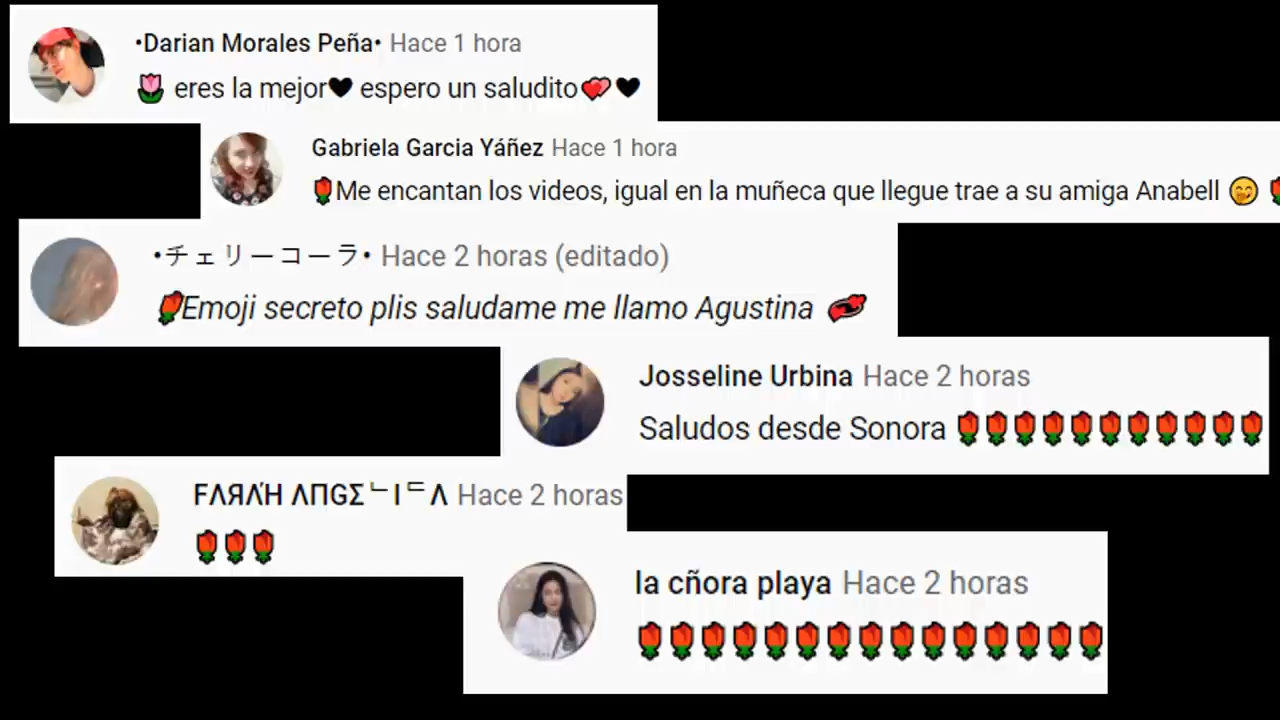 •Darian Morales Peña• Hace 1 hora
🌷 eres la mejor🖤 espero un saludito💕🖤
Gabriela Garcia Yáñez Hace 1 hora
🌹Me encantan los videos, igual en la muñeca que llegue trae a su amiga Anabell 🤭 🌹
•チェリーコーラ• Hace 2 horas (editado)
🌹Emoji secreto plis saludame me llamo Agustina 💞
Josseline Urbina Hace 2 horas
Saludos desde Sonora 🌹🌹🌹🌹🌹🌹🌹🌹🌹🌹🌹
FΛЯΛΉ ΛΠGΣᄂIᄃΛ Hace 2 horas
🌹🌹🌹
la cñora playa Hace 2 horas
🌹🌹🌹🌹🌹🌹🌹🌹🌹🌹🌹🌹🌹🌹🌹